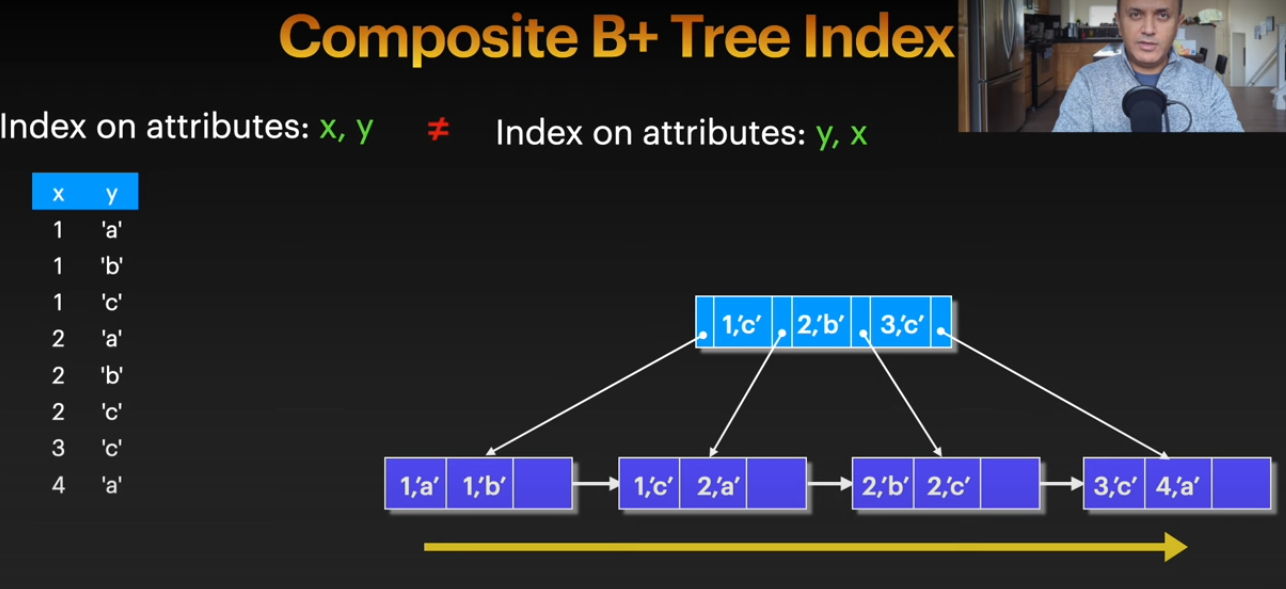 Composite B+ Tree Index
Index on attributes: x, y ≠ Index on attributes: y, x
x y
1 'a'
1 'b'
1 'c'
2 'a'
2 'b'
2 'c'
3 'c'
4 'a'
1,'c' 2,'b' 3,'c'
1,'a' 1,'b' 1,'c' 2,'a' 2,'b' 2,'c' 3,'c' 4,'a'